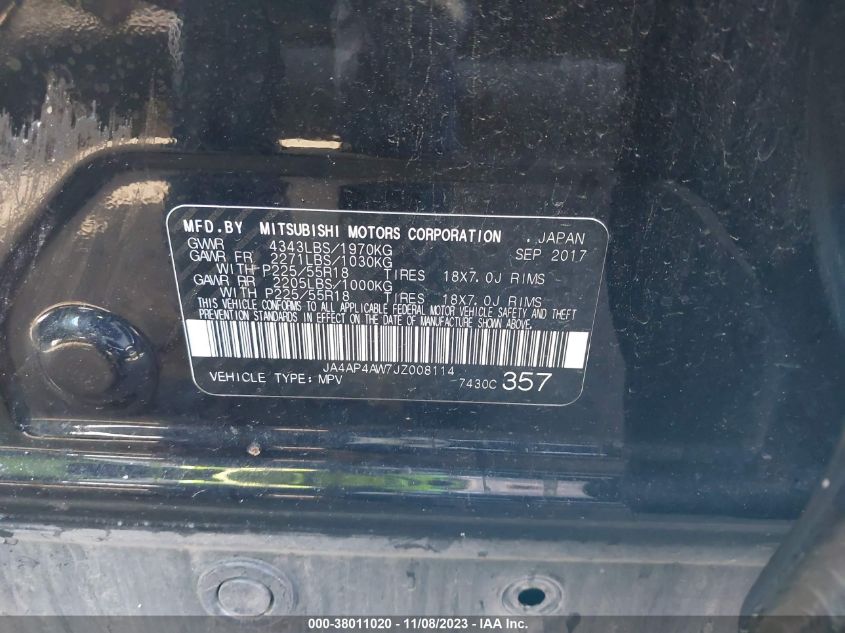 MFD.BY MITSUBISHI MOTORS CORPORATION . JAPAN
GVWR 4343LBS/1970KG SEP 2017
GAWR FR 2271LBS/1030KG
WITH P225/55R18 TIRES 18X7.0J RIMS
GAWR RR 2205LBS/1000KG
WITH P225/55R18 TIRES 18X7.0J RIMS
THIS VEHICLE CONFORMS TO ALL APPLICABLE FEDERAL MOTOR VEHICLE SAFETY AND THEFT
PREVENTION STANDARDS IN EFFECT ON THE DATE OF MANUFACTURE SHOWN ABOVE.
JA4AP4AW7JZ008114
VEHICLE TYPE:MPV 7430C 357
000-38011020 - 11/08/2023 - IAAI.com